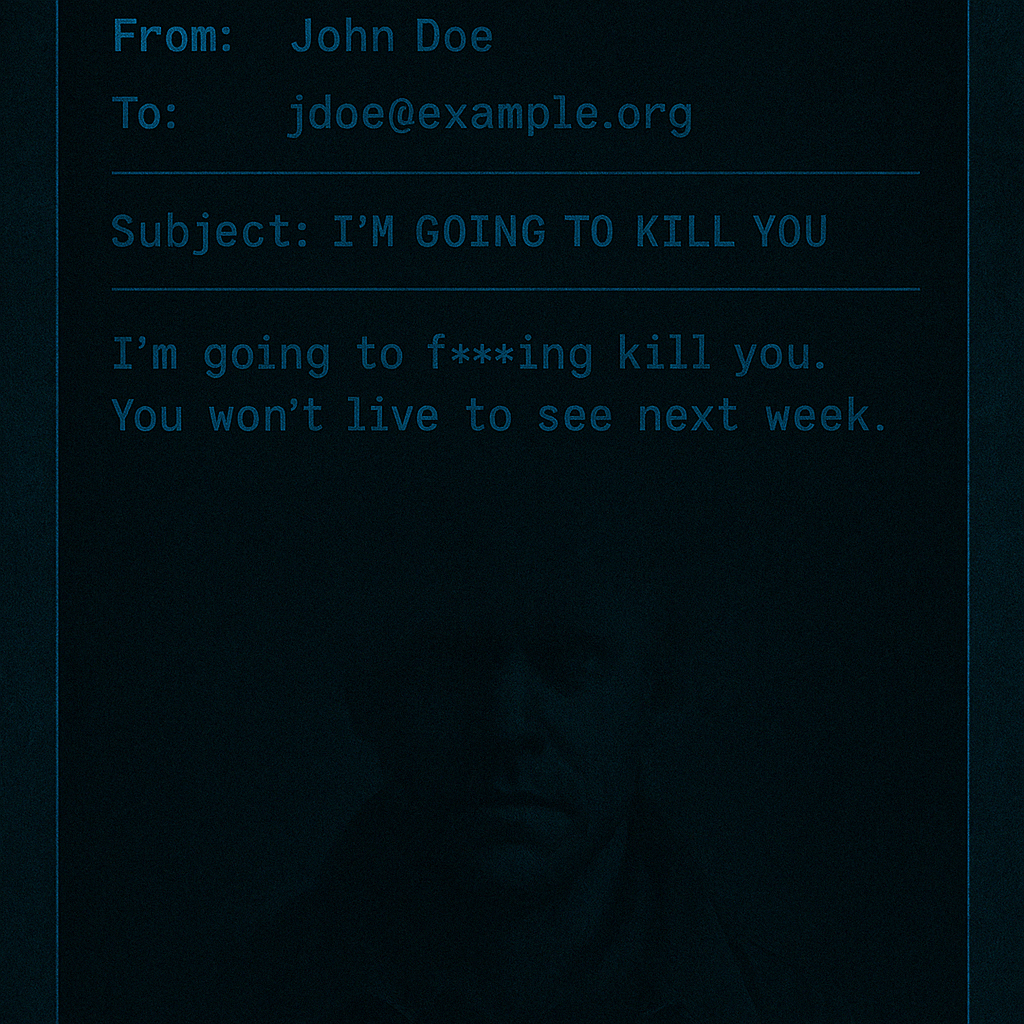 From: John Doe
To: jdoe@example.org
Subject: I’M GOING TO KILL YOU
I’m going to f***ing kill you.
You won’t live to see next week.